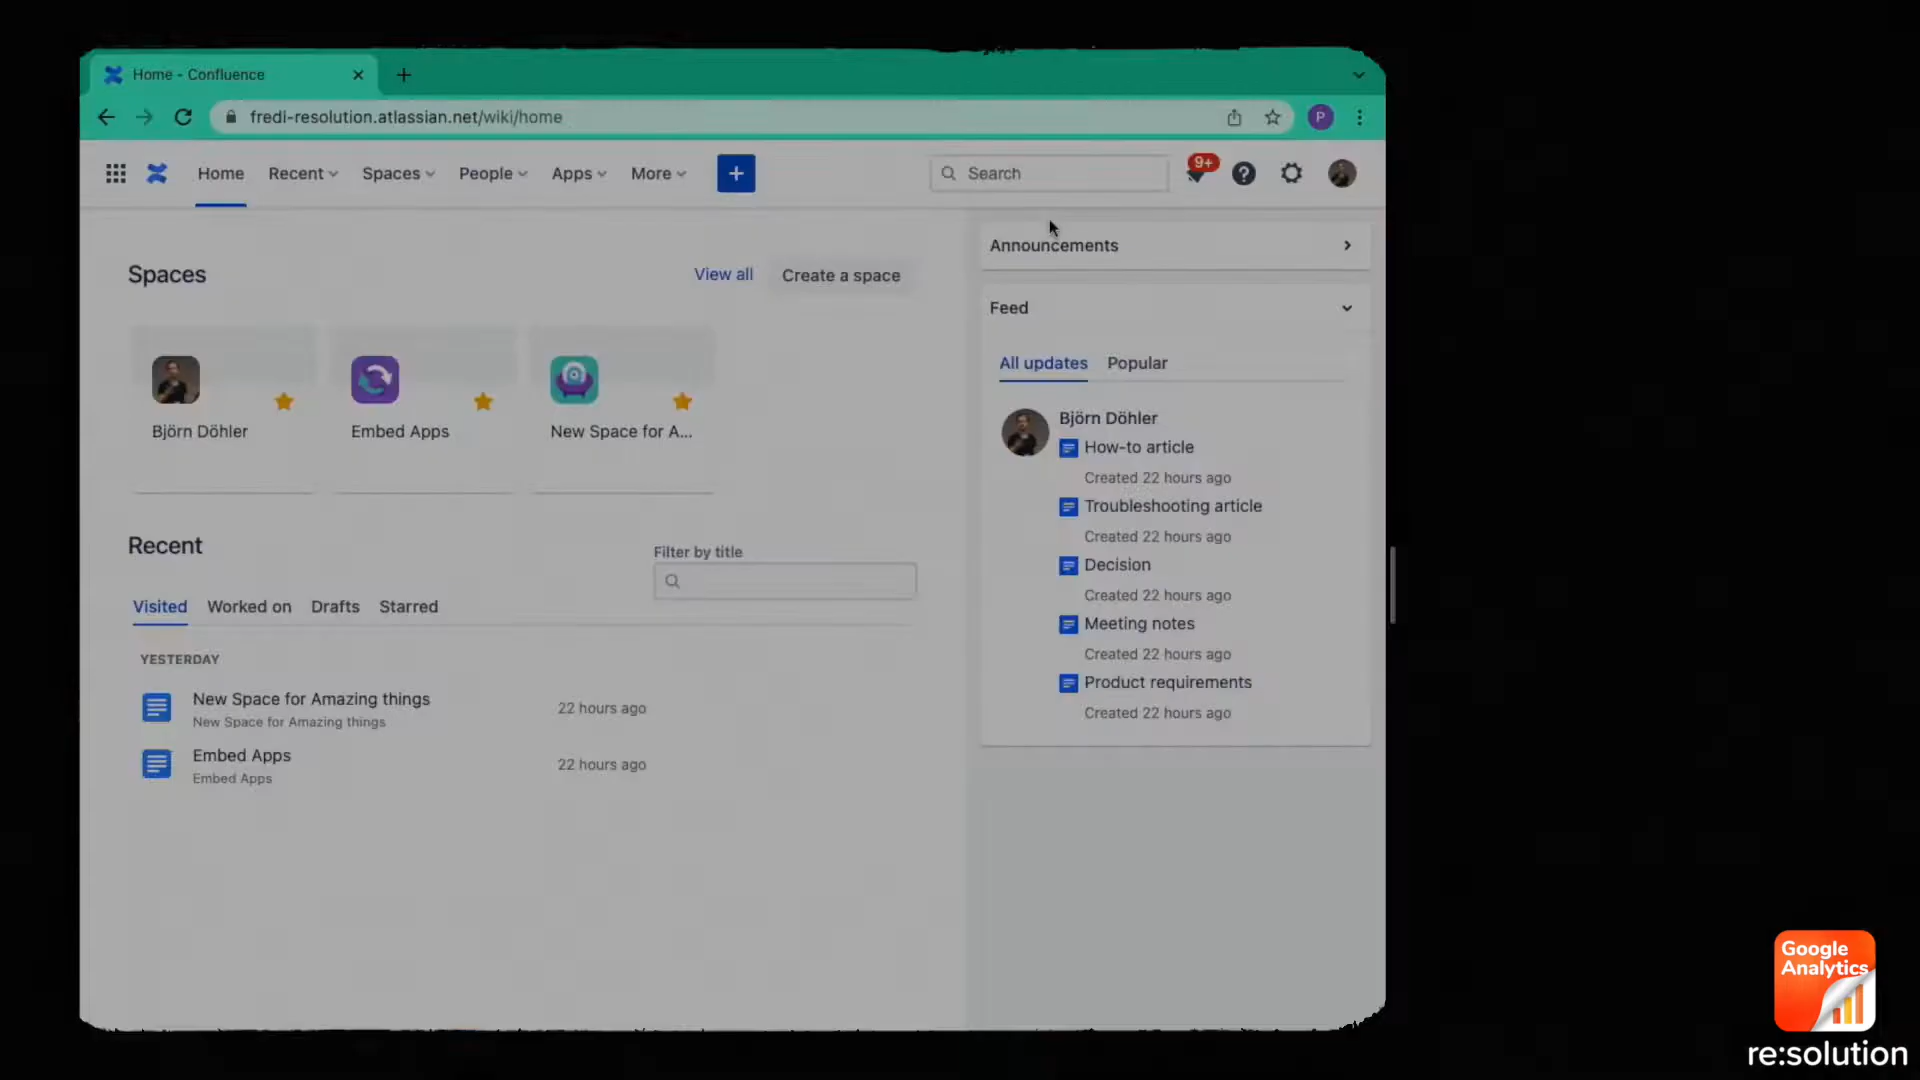 Home - Confluence
fredi-resolution.atlassian.net/wiki/home
P
Home Recent Spaces People Apps More + Search 9+
Spaces
View all
Create a space
Björn Döhler
Embed Apps
New Space for A...
Recent
Filter by title
Visited Worked on Drafts Starred
YESTERDAY
New Space for Amazing things
New Space for Amazing things
22 hours ago
Embed Apps
Embed Apps
22 hours ago
Announcements
Feed
All updates Popular
Björn Döhler
How-to article
Created 22 hours ago
Troubleshooting article
Created 22 hours ago
Decision
Created 22 hours ago
Meeting notes
Created 22 hours ago
Product requirements
Created 22 hours ago
Google
Analytics
re:solution